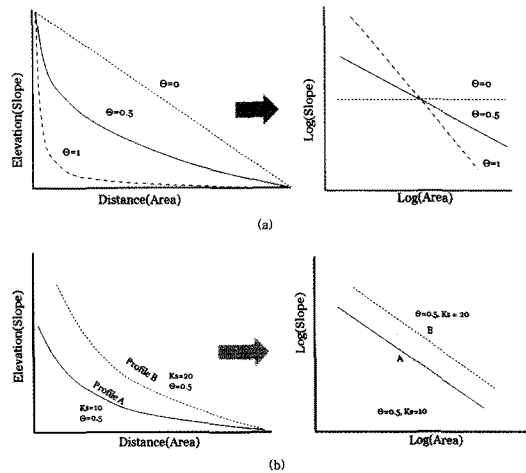 Elevation(Slope)
Θ=0
Θ=0.5
Θ=1
Distance(Area)
Log(Slope)
Θ=0
Θ=0.5
Θ=1
Log(Area)
(a)
Elevation(Slope)
Profile B
Ks=20
Θ=0.5
Profile A
Ks=10
Θ=0.5
Distance(Area)
Log(Slope)
Θ=0.5, Ks = 20
B
A
Θ=0.5, Ks=10
Log(Area)
(b)